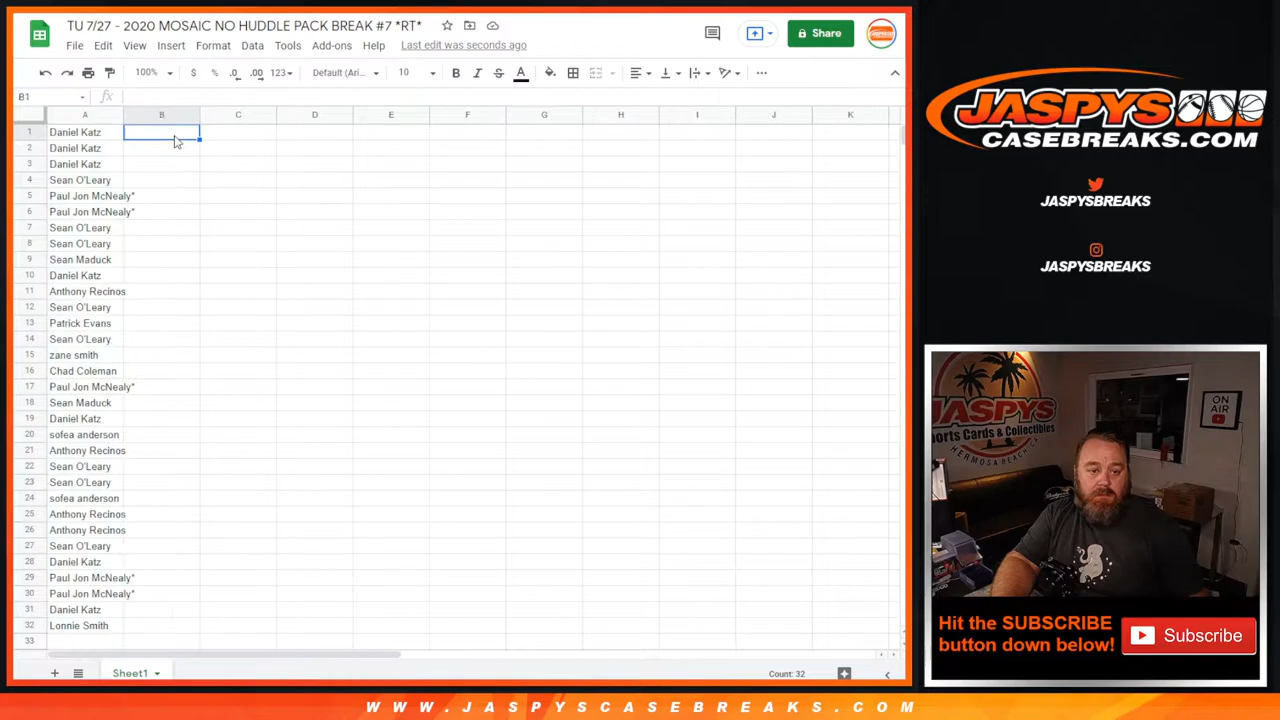 TU 7/27 - 2020 MOSAIC NO HUDDLE PACK BREAK #7 *RT*
File Edit View Insert Format Data Tools Add-ons Help Last edit was seconds ago
Share
100% $ % .0 .00 123 Default (Ari... 10 B I S A
B1 fx
A B C D E F G H I J K
1 Daniel Katz
2 Daniel Katz
3 Daniel Katz
4 Sean O'Leary
5 Paul Jon McNealy*
6 Paul Jon McNealy*
7 Sean O'Leary
8 Sean O'Leary
9 Sean Maduck
10 Daniel Katz
11 Anthony Recinos
12 Sean O'Leary
13 Patrick Evans
14 Sean O'Leary
15 zane smith
16 Chad Coleman
17 Paul Jon McNealy*
18 Sean Maduck
19 Daniel Katz
20 sofea anderson
21 Anthony Recinos
22 Sean O'Leary
23 Sean O'Leary
24 sofea anderson
25 Anthony Recinos
26 Anthony Recinos
27 Sean O'Leary
28 Daniel Katz
29 Paul Jon McNealy*
30 Paul Jon McNealy*
31 Daniel Katz
32 Lonnie Smith
33
Sheet1
Count: 32
JASPYS
CASEBREAKS.COM
JASPYSBREAKS
JASPYSBREAKS
JASPYS
Sports Cards & Collectibles
HERMOSA BEACH CA
ON
AIR
Hit the SUBSCRIBE
button down below!
Subscribe
WWW.JASPYSCASEBREAKS.COM